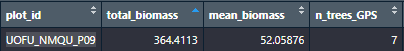 plot_id total_biomass mean_biomass n_trees_GPS
UOFU_NMQU_P09 364.4113 52.05876 7